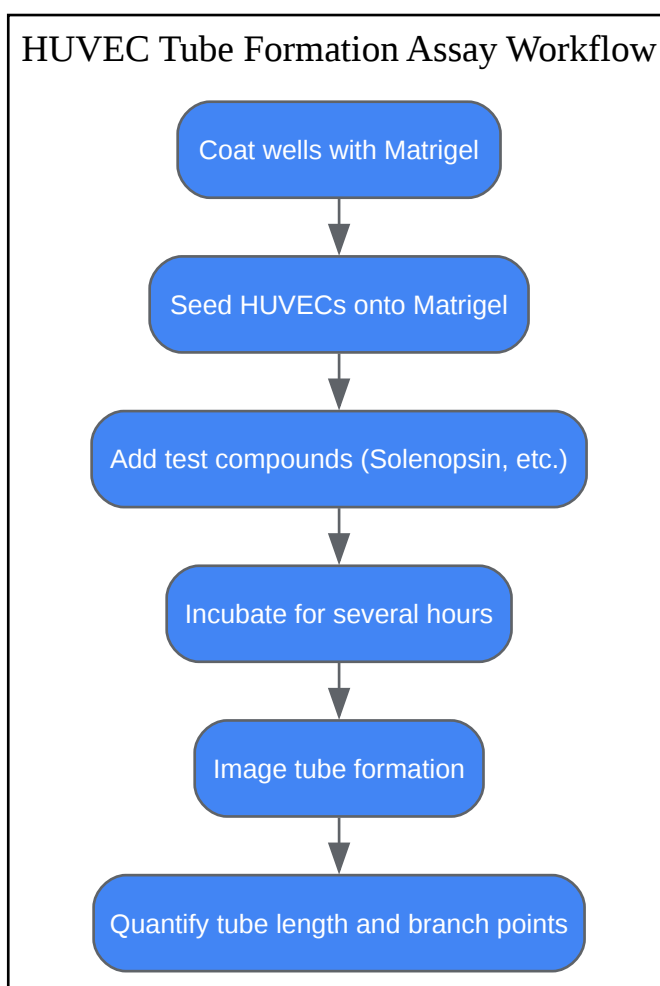 HUVEC Tube Formation Assay Workflow
Coat wells with Matrigel
Seed HUVECs onto Matrigel
Add test compounds (Solenopsin, etc.)
Incubate for several hours
Image tube formation
Quantify tube length and branch points